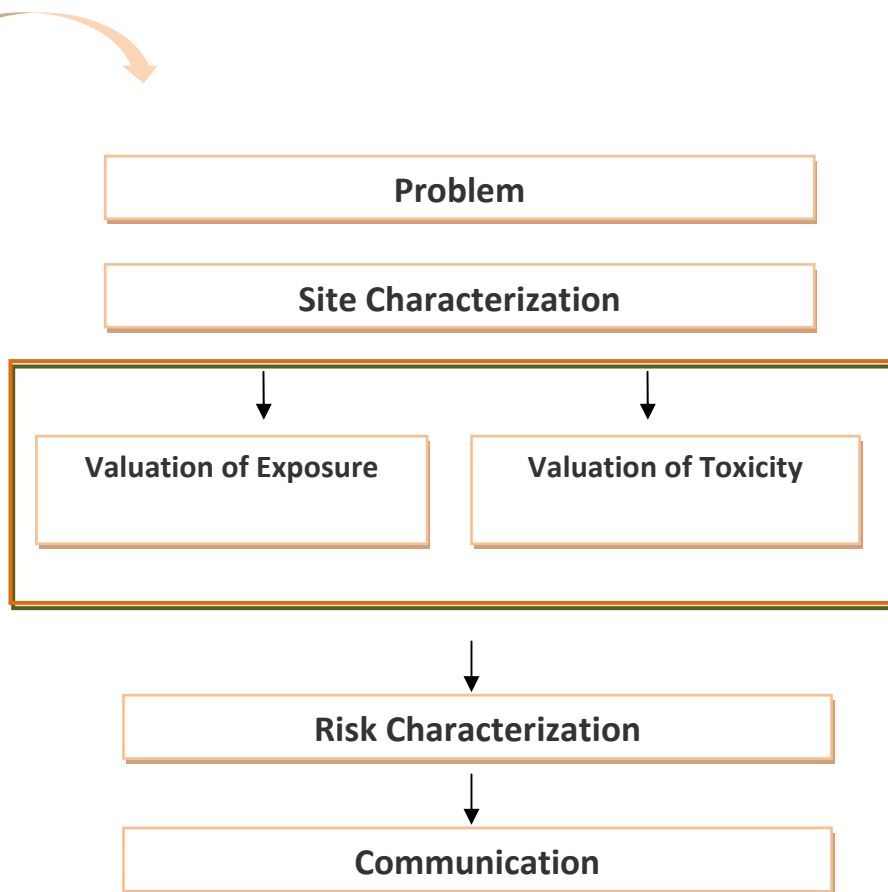 Problem
Site Characterization
Valuation of Exposure
Valuation of Toxicity
Risk Characterization
Communication